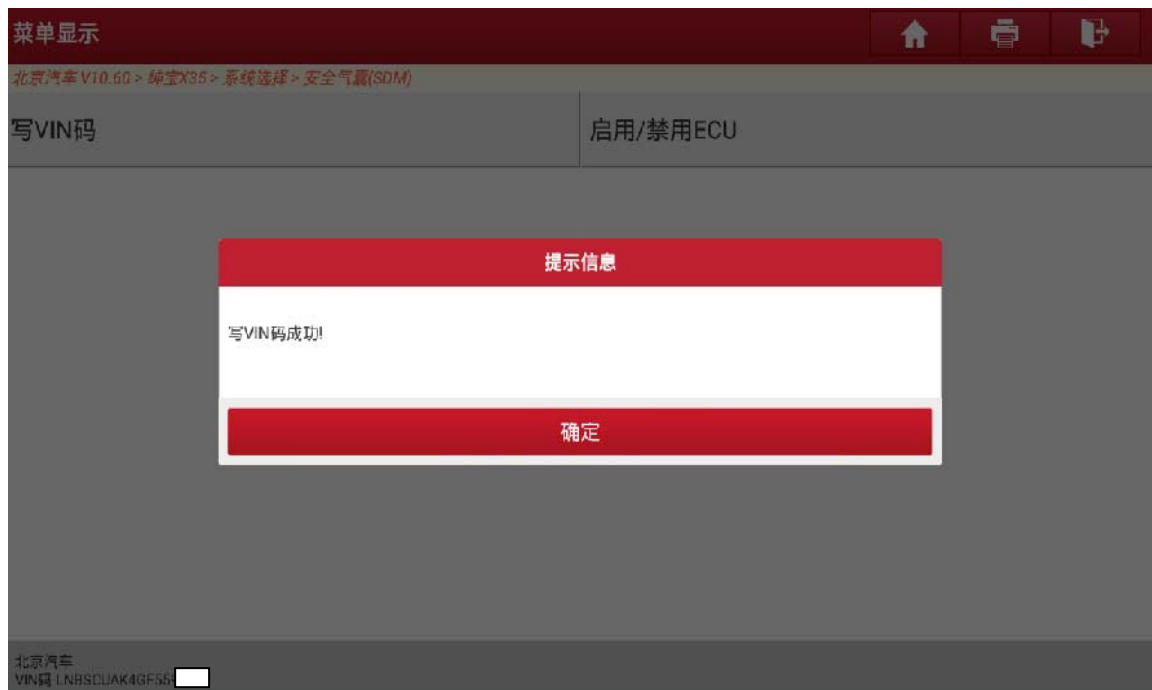 菜单显示
北京汽车 V10.60 > 绅宝X35 > 系统选择 > 安全气囊(SDM)
写VIN码
启用/禁用ECU
提示信息
写VIN码成功!
确定
北京汽车
VIN码 LNBSCUAK4GF55